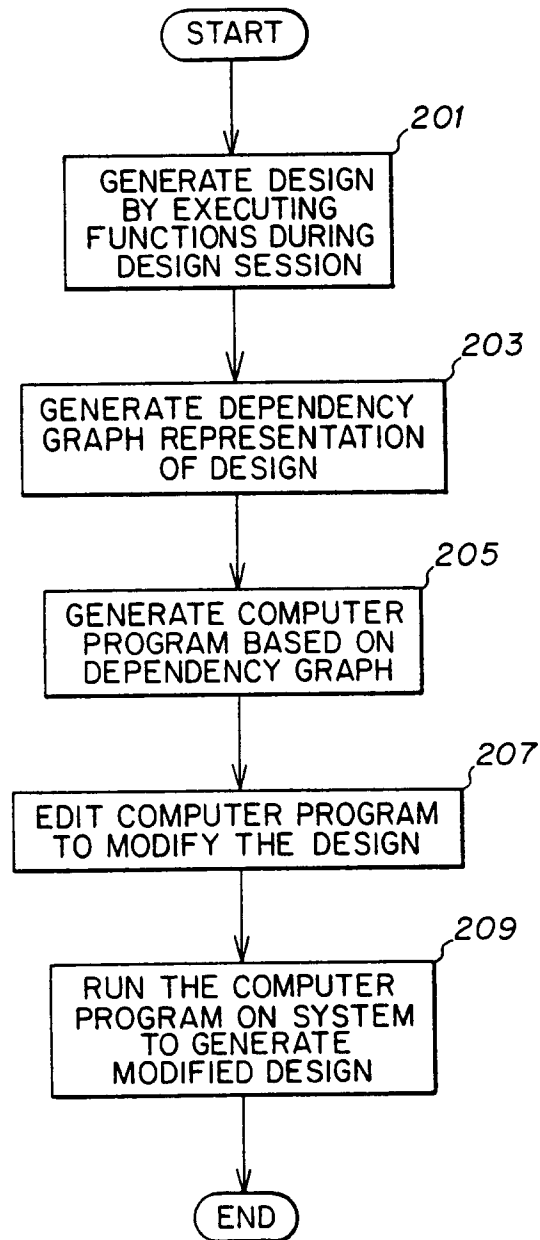 START
201
GENERATE DESIGN
BY EXECUTING
FUNCTIONS DURING
DESIGN SESSION
203
GENERATE DEPENDENCY
GRAPH REPRESENTATION
OF DESIGN
205
GENERATE COMPUTER
PROGRAM BASED ON
DEPENDENCY GRAPH
207
EDIT COMPUTER PROGRAM
TO MODIFY THE DESIGN
209
RUN THE COMPUTER
PROGRAM ON SYSTEM
TO GENERATE
MODIFIED DESIGN
END